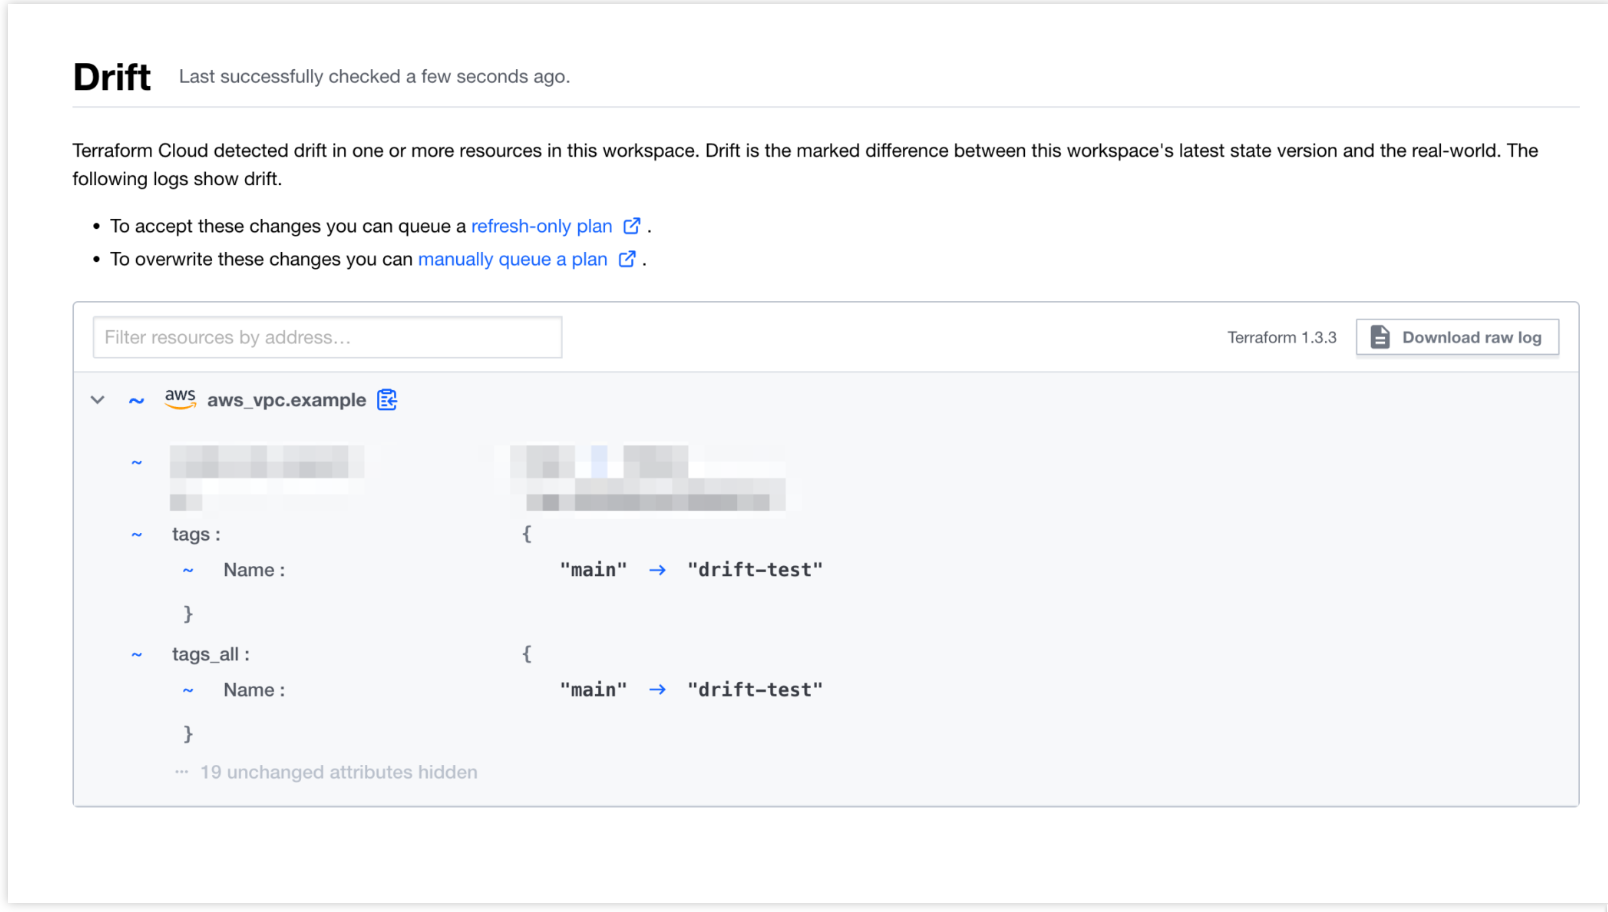 Drift Last successfully checked a few seconds ago.
Terraform Cloud detected drift in one or more resources in this workspace. Drift is the marked difference between this workspace's latest state version and the real-world. The
following logs show drift.
• To accept these changes you can queue a refresh-only plan .
• To overwrite these changes you can manually queue a plan .
Filter resources by address… Terraform 1.3.3 Download raw log
~ aws aws_vpc.example
~
~ tags : {
~ Name : "main" → "drift-test"
}
~ tags_all : {
~ Name : "main" → "drift-test"
}
··· 19 unchanged attributes hidden